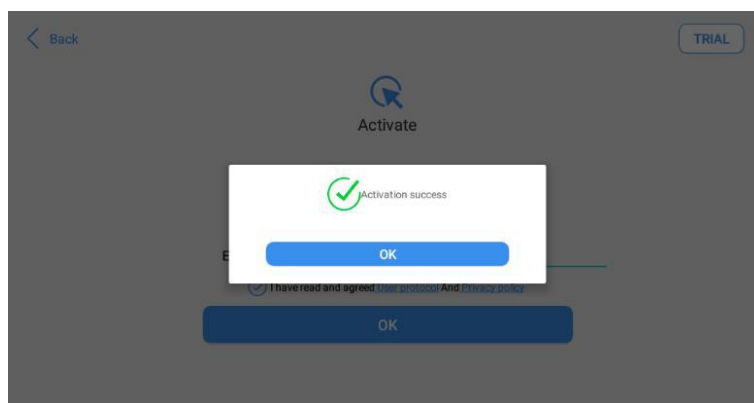 Back
TRIAL
Activate
Activation success
OK
I have read and agreed User protocol And Privacy policy
OK